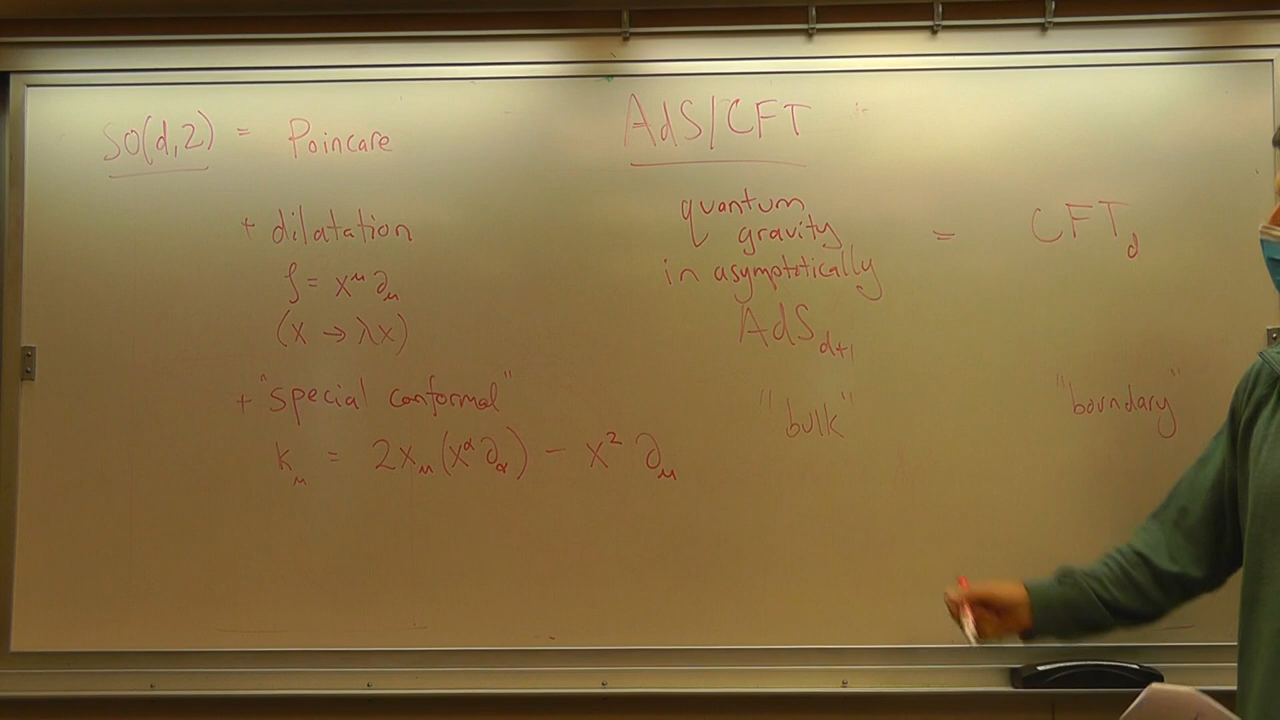 SO(d,2) = Poincare
+ dilatation
ζ = x^μ ∂_μ
(x → λx)
+ "special conformal"
K_μ = 2x_μ(x^α ∂_α) − x² ∂_μ
AdS/CFT
quantum
gravity
in asymptotically
AdS_{d+1}
"bulk"
= CFT_d
"boundary"